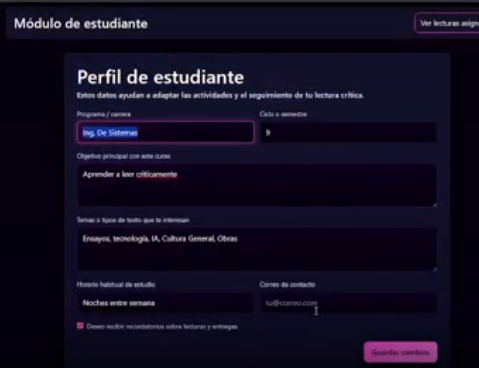 Módulo de estudiante
Ver lecturas asign
Perfil de estudiante
Estos datos ayudan a adaptar las actividades y el seguimiento de tu lectura crítica.
Programa / carrera
Ciclo o semestre
Ing. De Sistemas
9
Objetivo principal con este curso
Aprender a leer críticamente
Temas o tipos de texto que te interesan
Ensayos, tecnología, IA, Cultura General, Obras
Horario habitual de estudio
Correo de contacto
Noches entre semana
tu@correo.com
Deseo recibir recordatorios sobre lecturas y entregas.
Guardar cambios